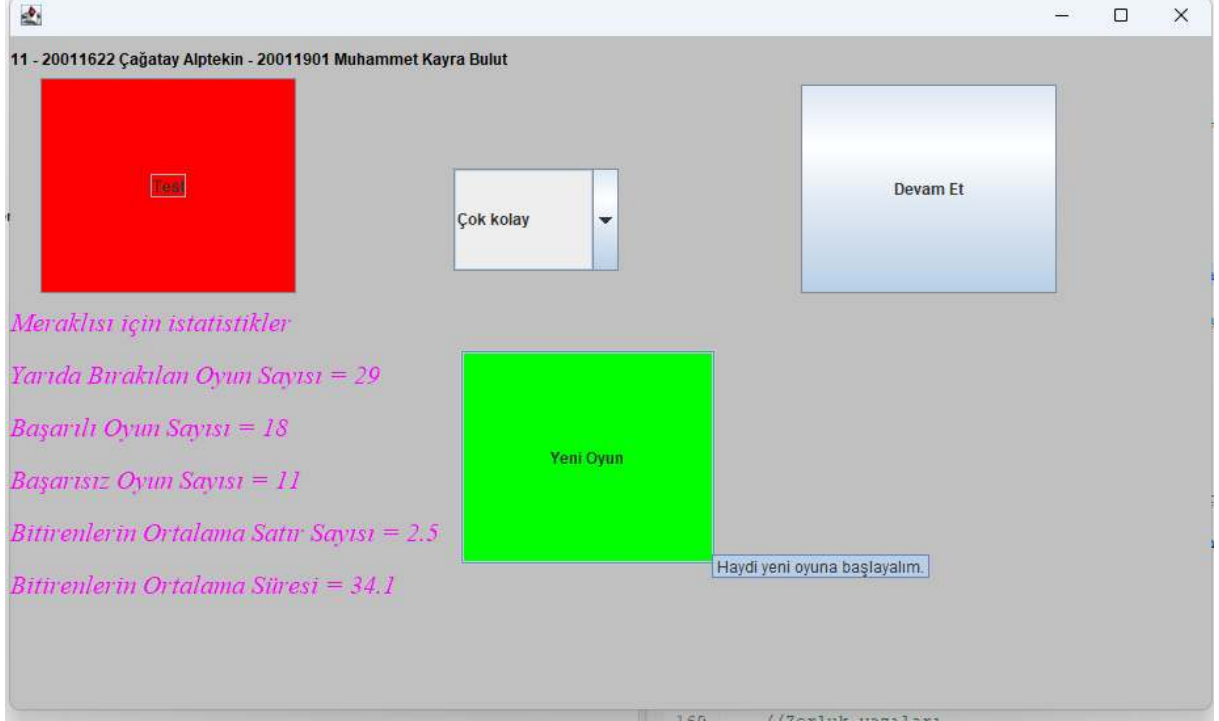 11 - 20011622 Çağatay Alptekin - 20011901 Muhammet Kayra Bulut
Test
Çok kolay
Devam Et
Meraklısı için istatistikler
Yarıda Bırakılan Oyun Sayısı = 29
Başarılı Oyun Sayısı = 18
Başarısız Oyun Sayısı = 11
Bitirenlerin Ortalama Satır Sayısı = 2.5
Bitirenlerin Ortalama Süresi = 34.1
Yeni Oyun
Haydi yeni oyuna başlayalım.